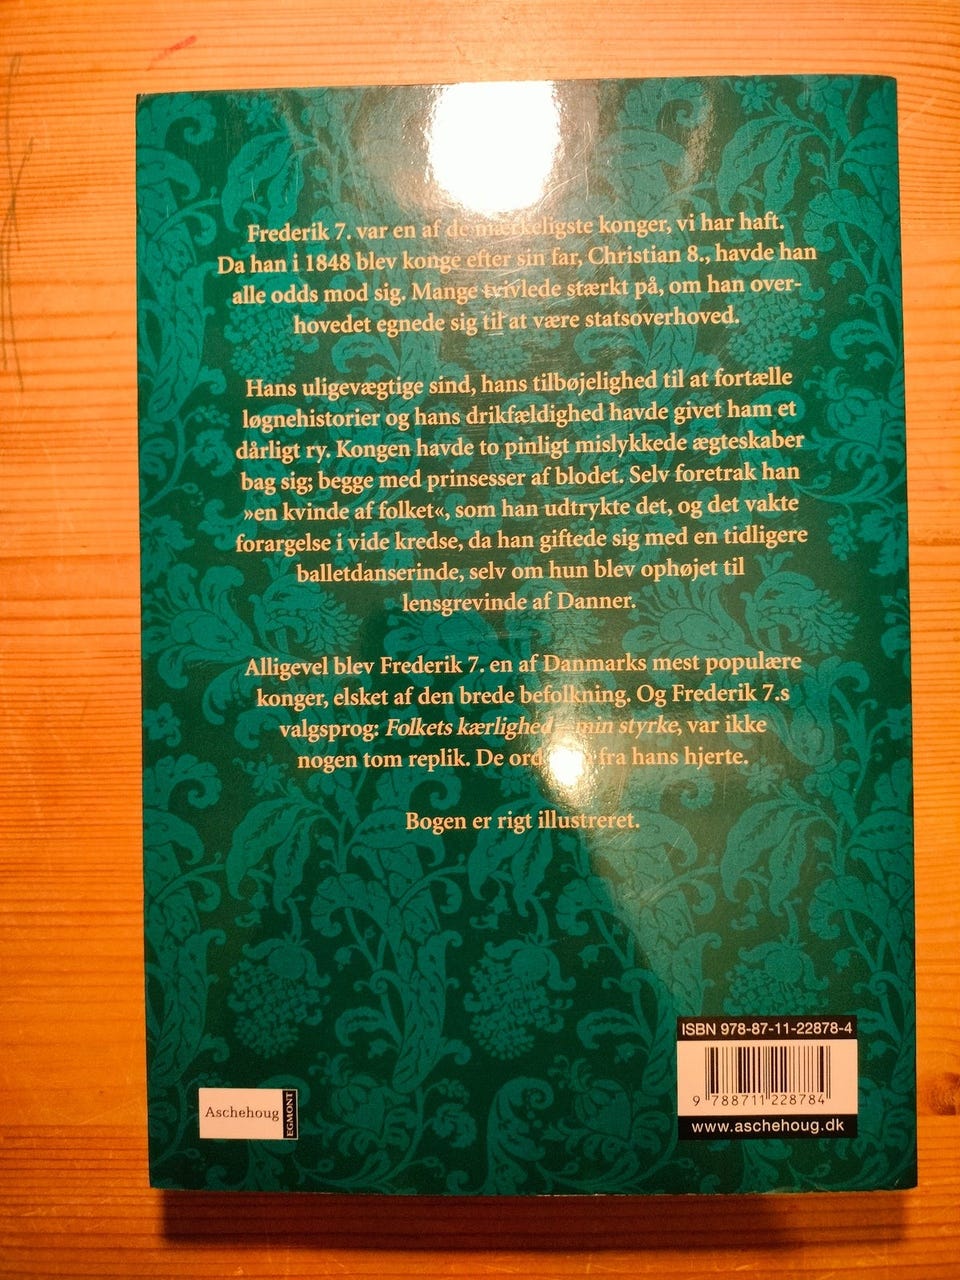 Frederik 7. var en af de mærkeligste konger, vi har haft.
Da han i 1848 blev konge efter sin far, Christian 8., havde han
alle odds mod sig. Mange tvivlede stærkt på, om han over-
hovedet egnede sig til at være statsoverhoved.
Hans uligevægtige sind, hans tilbøjelighed til at fortælle
løgnehistorier og hans drikfældighed havde givet ham et
dårligt ry. Kongen havde to pinligt mislykkede ægteskaber
bag sig; begge med prinsesser af blodet. Selv foretrak han
»en kvinde af folket«, som han udtrykte det, og det vakte
forargelse i vide kredse, da han giftede sig med en tidligere
balletdanserinde, selv om hun blev ophøjet til
lensgrevinde af Danner.
Alligevel blev Frederik 7. en af Danmarks mest populære
konger, elsket af den brede befolkning. Og Frederik 7.s
valgsprog: Folkets kærlighed – min styrke, var ikke
nogen tom replik. De fra hans hjerte.
Bogen er rigt illustreret.
ISBN 978-87-11-22878-4
9 788711 228784
www.aschehoug.dk
Aschehoug
EGMONT